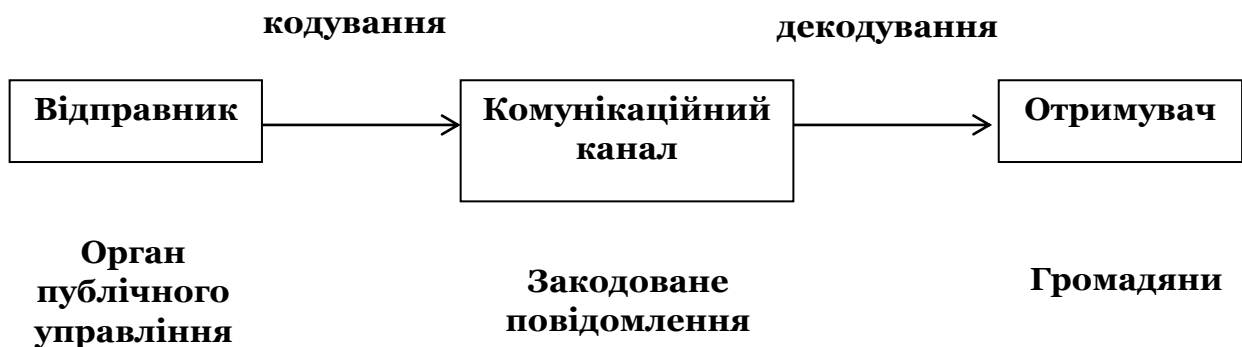 кодування
декодування
Відправник
Комунікаційний
канал
Отримувач
Орган
публічного
управління
Закодоване
повідомлення
Громадяни